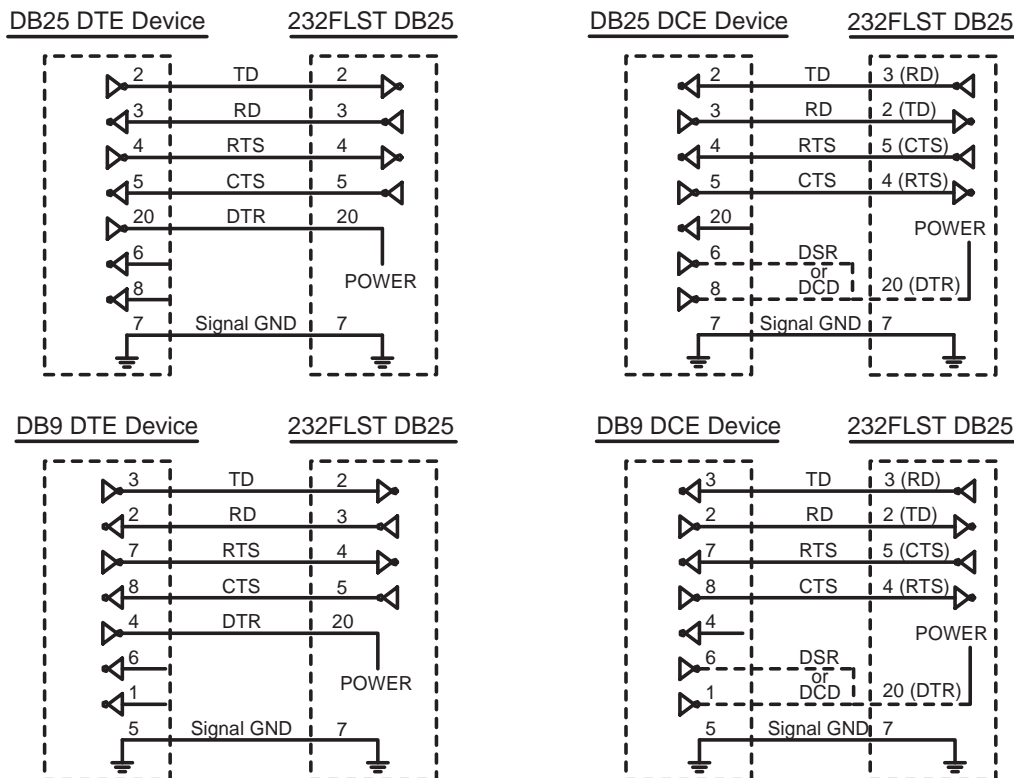 DB25 DTE Device 232FLST DB25
2 TD 2
3 RD 3
4 RTS 4
5 CTS 5
20 DTR 20
6
POWER
8
7 Signal GND 7
DB25 DCE Device 232FLST DB25
2 TD 3 (RD)
3 RD 2 (TD)
4 RTS 5 (CTS)
5 CTS 4 (RTS)
20
POWER
6 DSR
or
8 DCD 20 (DTR)
7 Signal GND 7
DB9 DTE Device 232FLST DB25
3 TD 2
2 RD 3
7 RTS 4
8 CTS 5
4 DTR 20
6
POWER
1
5 Signal GND 7
DB9 DCE Device 232FLST DB25
3 TD 3 (RD)
2 RD 2 (TD)
7 RTS 5 (CTS)
8 CTS 4 (RTS)
4
POWER
6 DSR
or
1 DCD 20 (DTR)
5 Signal GND 7